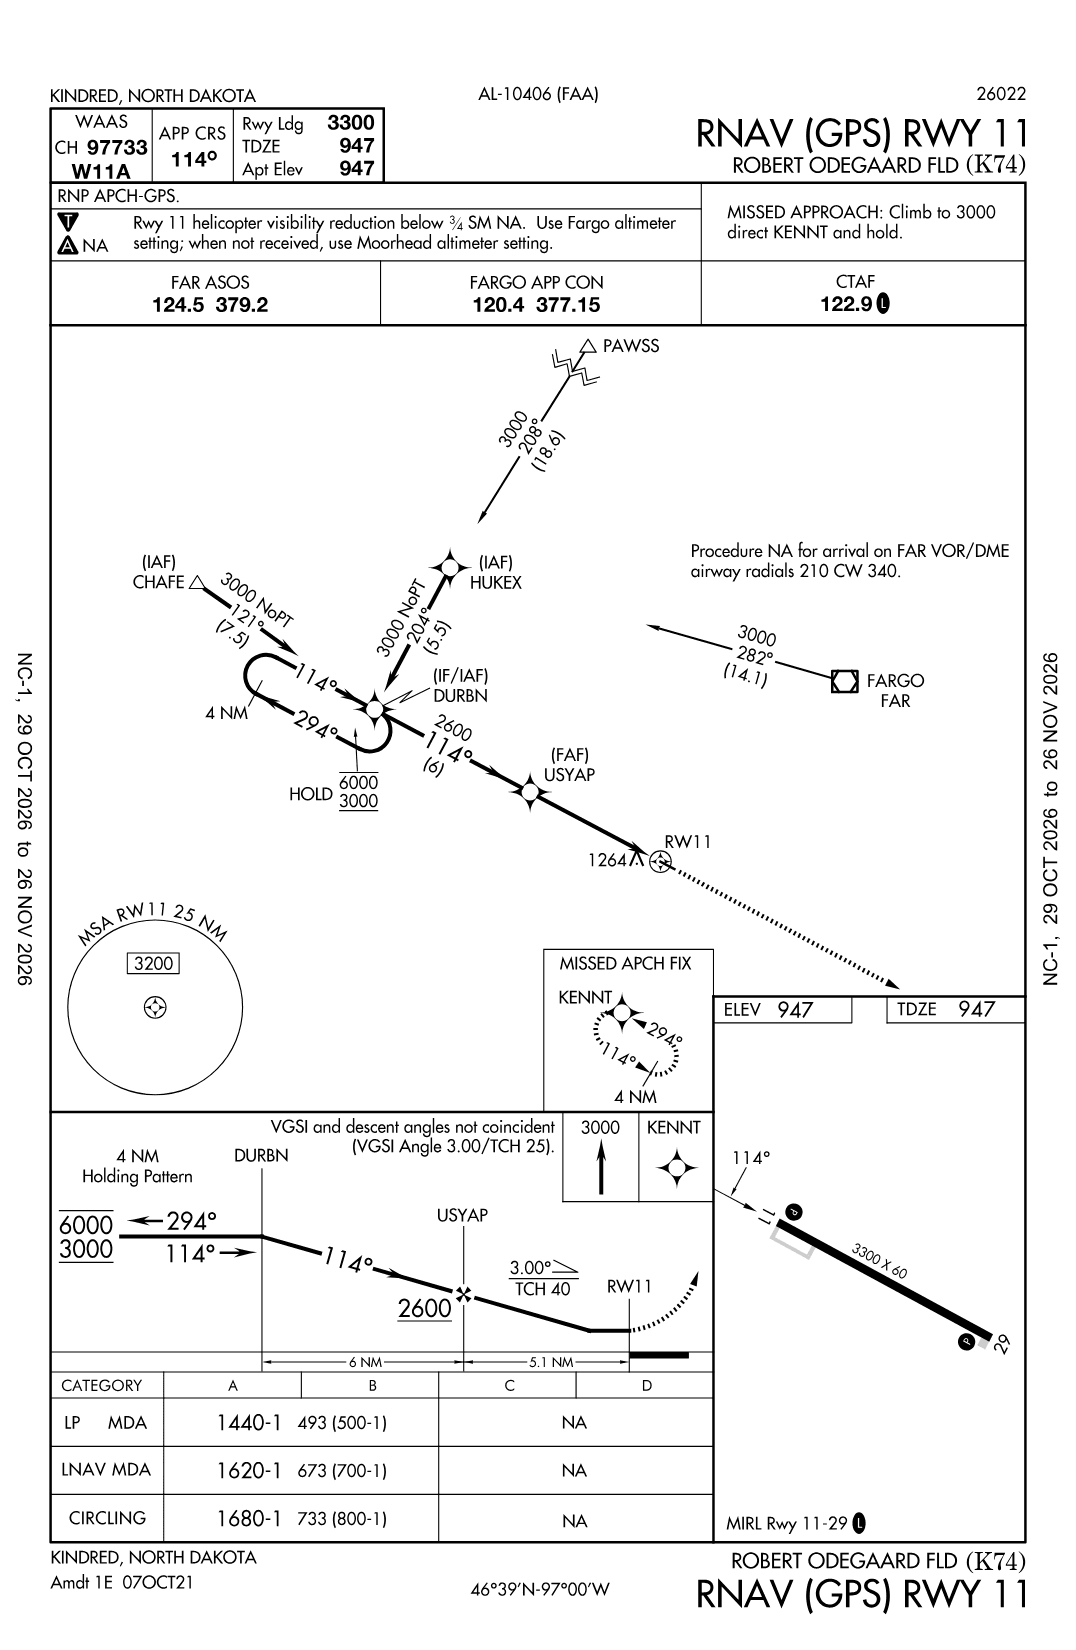 KINDRED, NORTH DAKOTA
AL-10406 (FAA)
26022
WAAS
CH 97733
W11A
APP CRS
114°
Rwy Ldg 3300
TDZE 947
Apt Elev 947
RNAV (GPS) RWY 11
ROBERT ODEGAARD FLD (K74)
RNP APCH-GPS.
T
A NA
Rwy 11 helicopter visibility reduction below ¾ SM NA. Use Fargo altimeter
setting; when not received, use Moorhead altimeter setting.
MISSED APPROACH: Climb to 3000
direct KENNT and hold.
FAR ASOS
124.5 379.2
FARGO APP CON
120.4 377.15
CTAF
122.9 L
PAWSS
3000
208°
(18.6)
(IAF)
CHAFE
3000 NoPT
121°
(7.5)
(IAF)
HUKEX
3000 NoPT
204°
(5.5)
Procedure NA for arrival on FAR VOR/DME
airway radials 210 CW 340.
3000
282°
(14.1)
FARGO
FAR
(IF/IAF)
DURBN
114°
294°
4 NM
HOLD 6000
3000
2600
114°
(6)
(FAF)
USYAP
RW11
1264
MSA RW11 25 NM
3200
MISSED APCH FIX
KENNT
294°
114°
4 NM
ELEV 947
TDZE 947
114°
P
3300 X 60
P
29
MIRL Rwy 11-29 L
VGSI and descent angles not coincident
(VGSI Angle 3.00/TCH 25).
3000
KENNT
4 NM
Holding Pattern
DURBN
6000
3000
294°
114°
114°
USYAP
2600
3.00°
TCH 40
RW11
6 NM
5.1 NM
CATEGORY A B C D
LP MDA 1440-1 493 (500-1) NA
LNAV MDA 1620-1 673 (700-1) NA
CIRCLING 1680-1 733 (800-1) NA
KINDRED, NORTH DAKOTA
Amdt 1E 07OCT21
46°39'N-97°00'W
ROBERT ODEGAARD FLD (K74)
RNAV (GPS) RWY 11
NC-1, 29 OCT 2026 to 26 NOV 2026
NC-1, 29 OCT 2026 to 26 NOV 2026